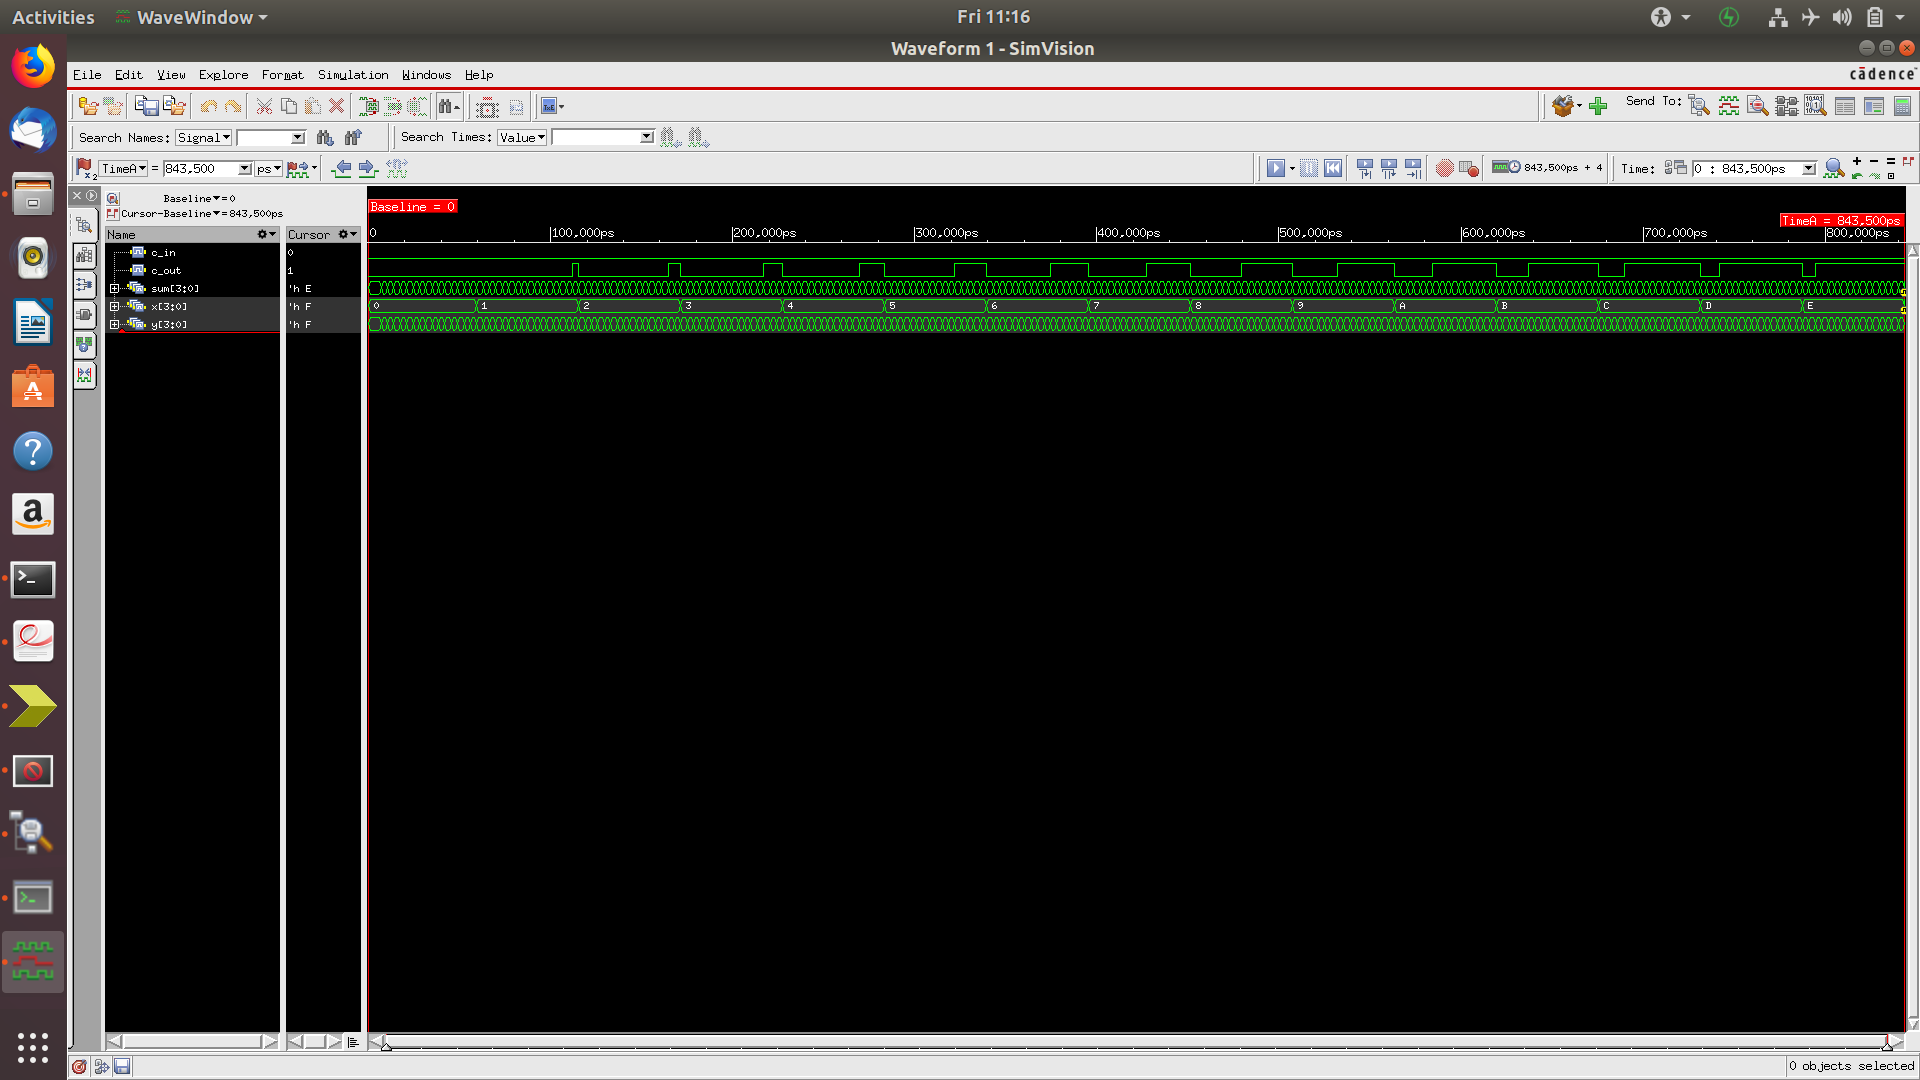 Activities WaveWindow Fri 11:16
Waveform 1 - SimVision
File Edit View Explore Format Simulation Windows Help cādence
Send To:
Search Names: Signal Search Times: Value
TimeA = 843,500 ps 843,500ps + 4 Time: 0 : 843,500ps
Baseline = 0
Cursor-Baseline = 843,500ps
Baseline = 0
TimeA = 843,500ps
Name Cursor 0 100,000ps 200,000ps 300,000ps 400,000ps 500,000ps 600,000ps 700,000ps 800,000ps
c_in 0
c_out 1
sum[3:0] 'h E
x[3:0] 'h F 0 1 2 3 4 5 6 7 8 9 A B C D E
y[3:0] 'h F
0 objects selected